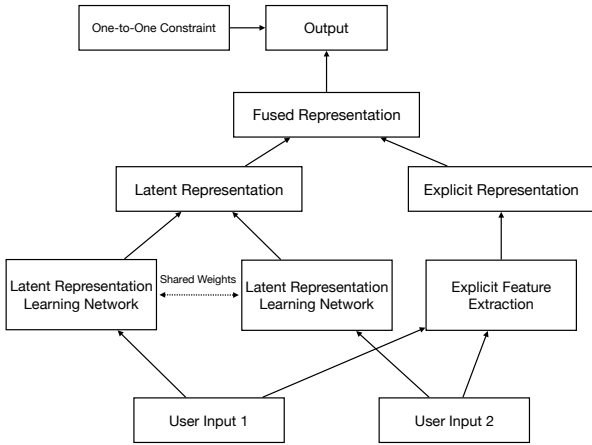 One-to-One Constraint
Output
Fused Representation
Latent Representation
Explicit Representation
Latent Representation
Learning Network
Shared Weights
Latent Representation
Learning Network
Explicit Feature
Extraction
User Input 1
User Input 2